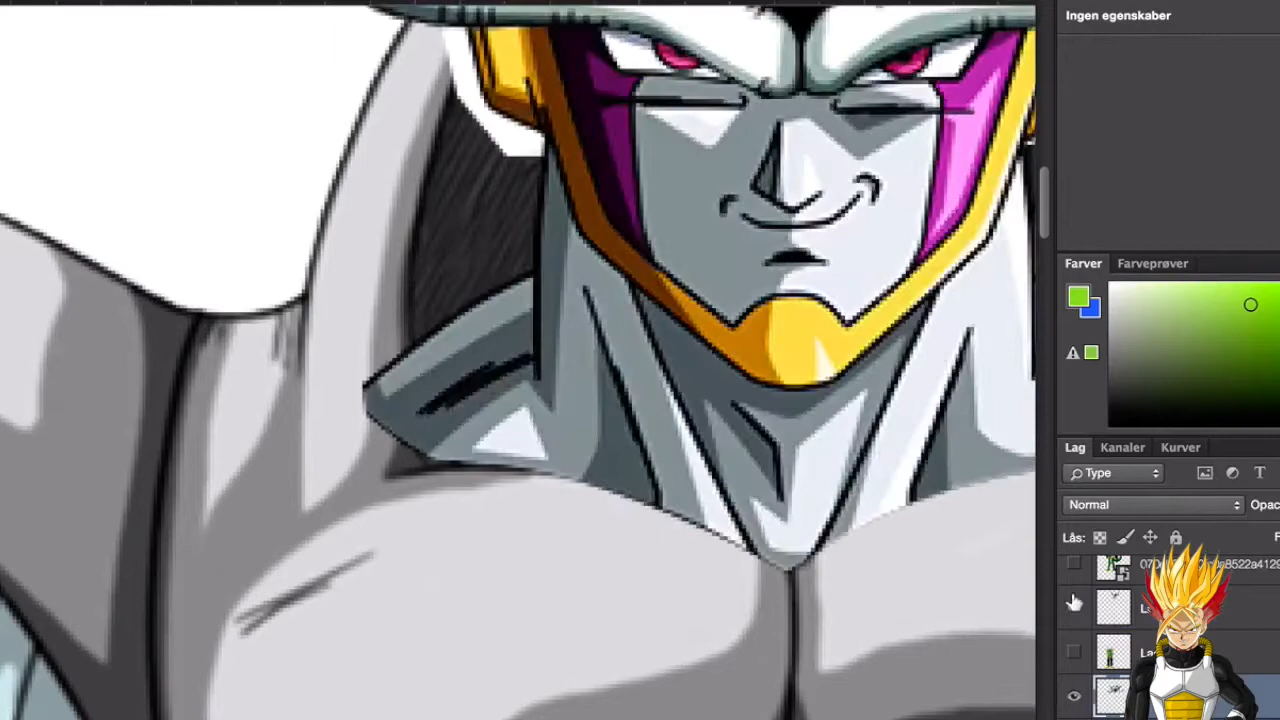 Ingen egenskaber
Farver Farveprøver
Lag Kanaler Kurver
Type T
Normal Opac
Lås: F